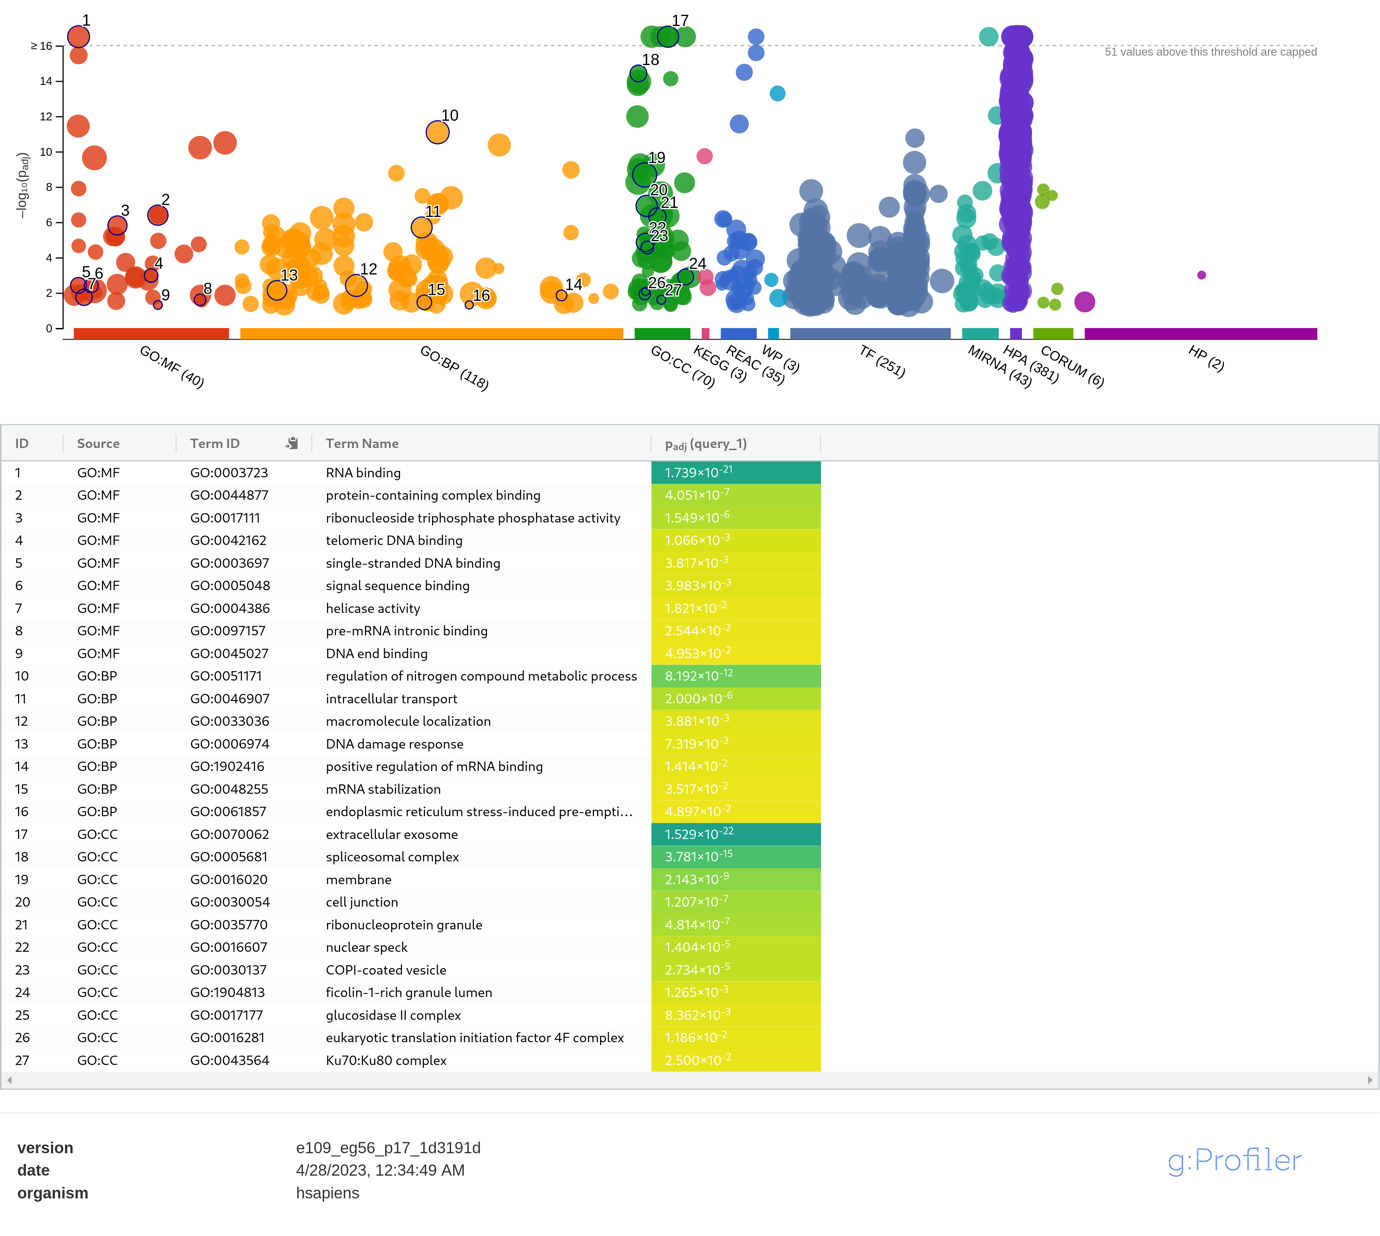 1
17
≥ 16
51 values above this threshold are capped
18
14
12
10
10
19
8
20
2
21
3
11
6
22
23
4
24
4
13
12
5 6
7
26
27
14
15
16
8
9
2
0
–log10(padj)
GO:MF (40)
GO:BP (118)
GO:CC (70)
KEGG (3)
REAC (35)
WP (3)
TF (251)
MIRNA (43)
HPA (381)
CORUM (6)
HP (2)
ID Source Term ID Term Name padj (query_1)
1 GO:MF GO:0003723 RNA binding 1.739×10-21
2 GO:MF GO:0044877 protein-containing complex binding 4.051×10-7
3 GO:MF GO:0017111 ribonucleoside triphosphate phosphatase activity 1.549×10-6
4 GO:MF GO:0042162 telomeric DNA binding 1.066×10-3
5 GO:MF GO:0003697 single-stranded DNA binding 3.817×10-3
6 GO:MF GO:0005048 signal sequence binding 3.983×10-3
7 GO:MF GO:0004386 helicase activity 1.821×10-2
8 GO:MF GO:0097157 pre-mRNA intronic binding 2.544×10-2
9 GO:MF GO:0045027 DNA end binding 4.953×10-2
10 GO:BP GO:0051171 regulation of nitrogen compound metabolic process 8.192×10-12
11 GO:BP GO:0046907 intracellular transport 2.000×10-6
12 GO:BP GO:0033036 macromolecule localization 3.881×10-3
13 GO:BP GO:0006974 DNA damage response 7.319×10-3
14 GO:BP GO:1902416 positive regulation of mRNA binding 1.414×10-2
15 GO:BP GO:0048255 mRNA stabilization 3.517×10-2
16 GO:BP GO:0061857 endoplasmic reticulum stress-induced pre-empti... 4.897×10-2
17 GO:CC GO:0070062 extracellular exosome 1.529×10-22
18 GO:CC GO:0005681 spliceosomal complex 3.781×10-15
19 GO:CC GO:0016020 membrane 2.143×10-9
20 GO:CC GO:0030054 cell junction 1.207×10-7
21 GO:CC GO:0035770 ribonucleoprotein granule 4.814×10-7
22 GO:CC GO:0016607 nuclear speck 1.404×10-5
23 GO:CC GO:0030137 COPI-coated vesicle 2.734×10-5
24 GO:CC GO:1904813 ficolin-1-rich granule lumen 1.265×10-3
25 GO:CC GO:0017177 glucosidase II complex 8.362×10-3
26 GO:CC GO:0016281 eukaryotic translation initiation factor 4F complex 1.186×10-2
27 GO:CC GO:0043564 Ku70:Ku80 complex 2.500×10-2
version e109_eg56_p17_1d3191d
date 4/28/2023, 12:34:49 AM
organism hsapiens
g:Profiler